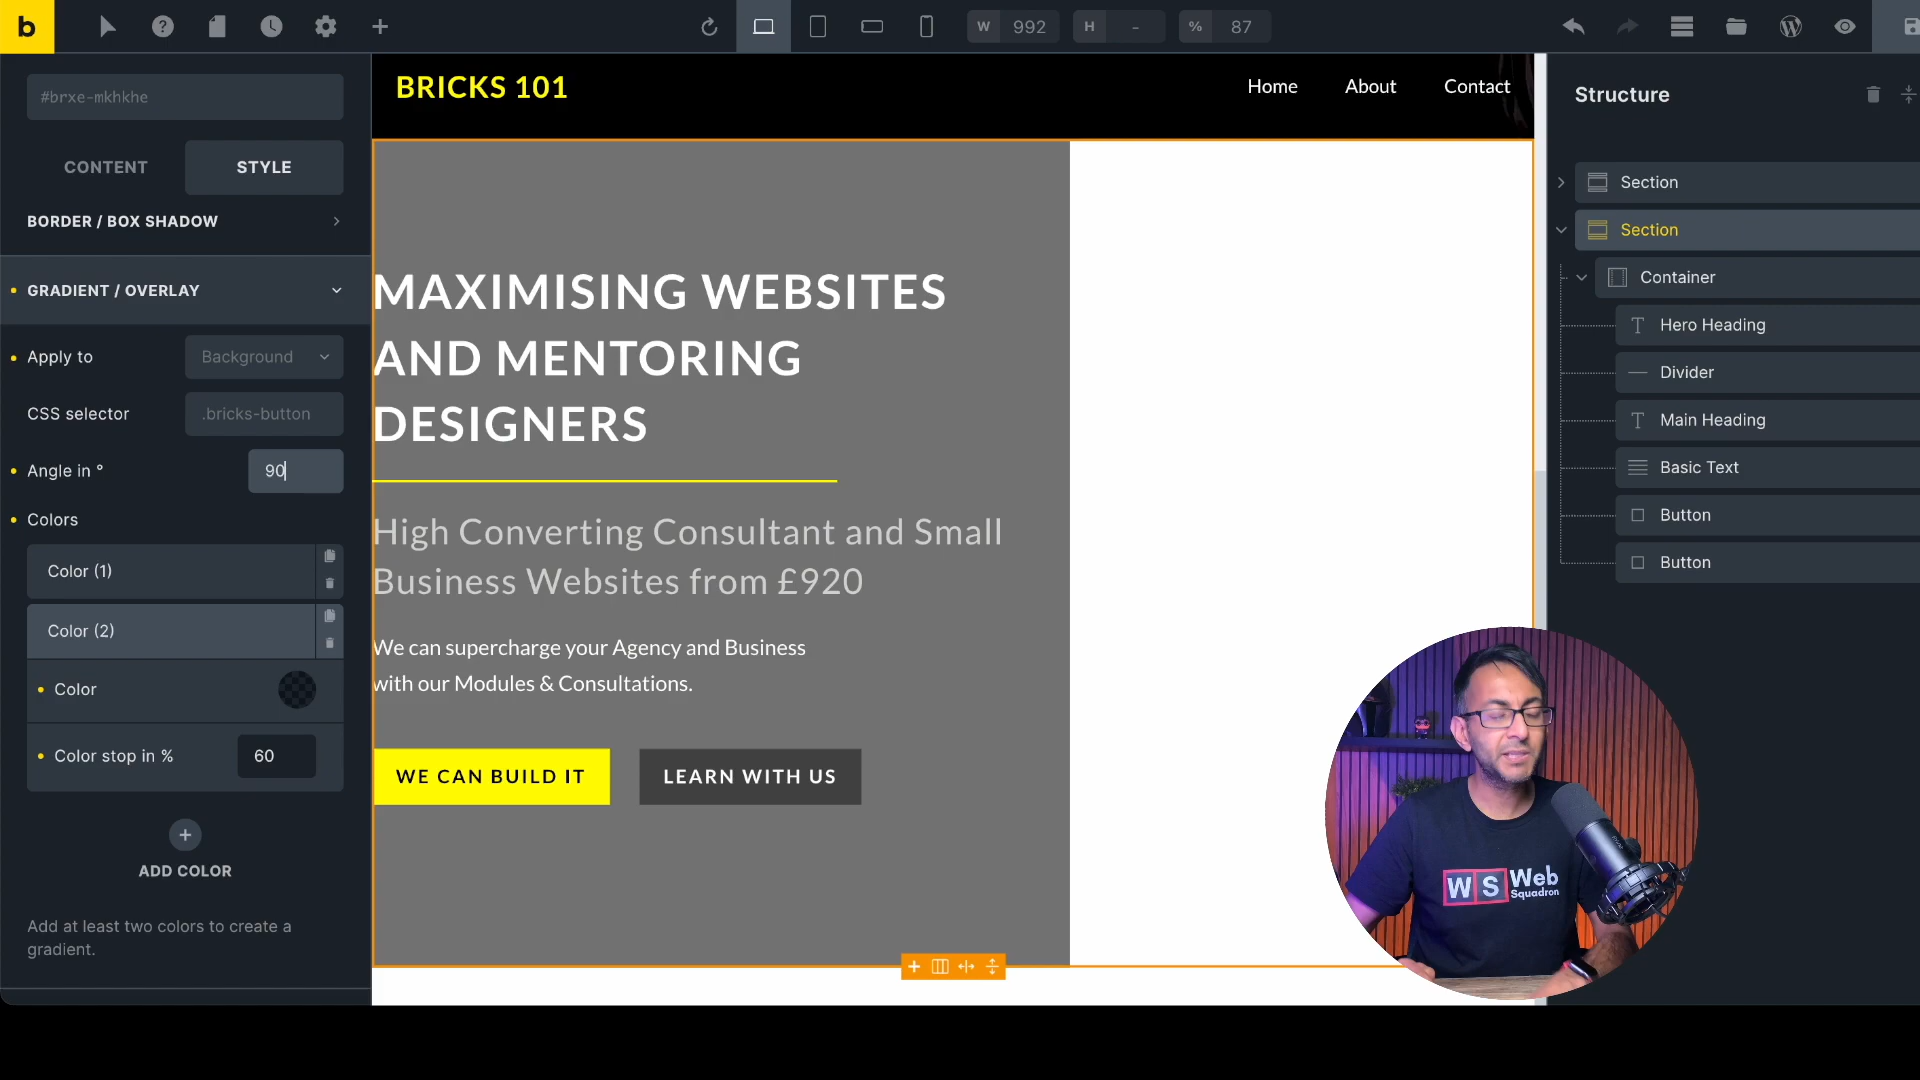 b
W 992
H -
% 87
#brxe-mkhkhe
CONTENT
STYLE
BORDER / BOX SHADOW
GRADIENT / OVERLAY
Apply to
Background
CSS selector
.bricks-button
Angle in °
90
Colors
Color (1)
Color (2)
Color
Color stop in %
60
ADD COLOR
Add at least two colors to create a
gradient.
BRICKS 101
Home
About
Contact
MAXIMISING WEBSITES
AND MENTORING
DESIGNERS
High Converting Consultant and Small
Business Websites from £920
We can supercharge your Agency and Business
with our Modules & Consultations.
WE CAN BUILD IT
LEARN WITH US
Structure
Section
Section
Container
Hero Heading
Divider
Main Heading
Basic Text
Button
Button
WS Web
Squadron